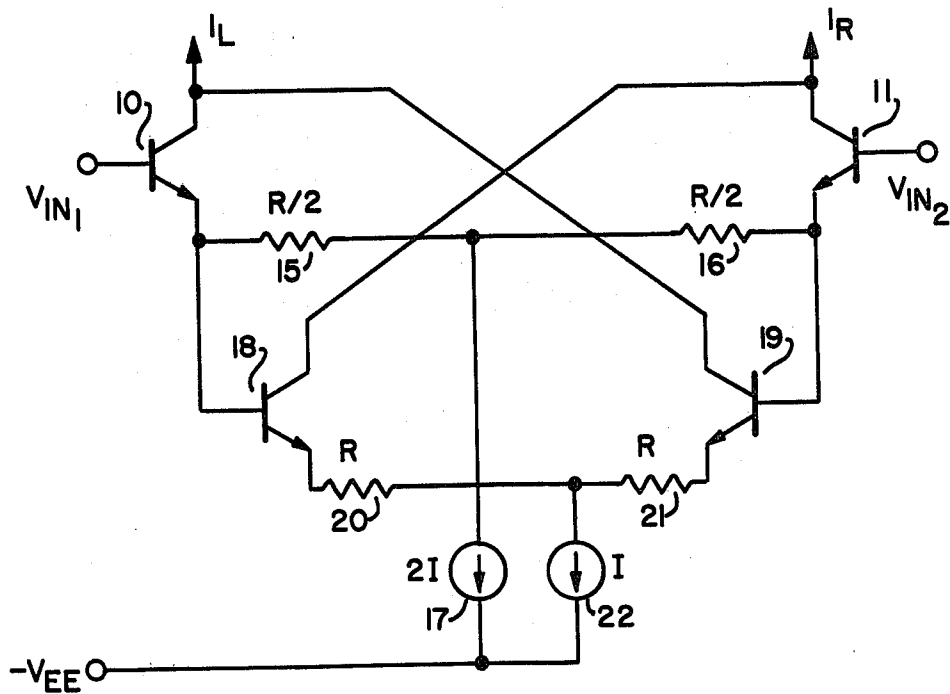 I_L
I_R
10
11
V_IN1
V_IN2
R/2
R/2
15
16
18
19
R
R
20
21
2I
I
17
22
-V_EE